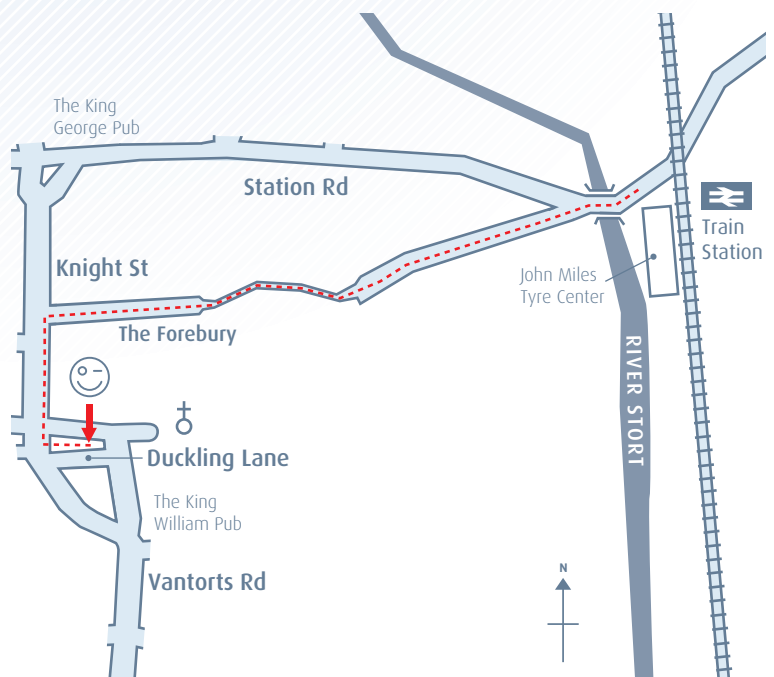 The King
George Pub
Station Rd
Train
Station
Knight St
John Miles
Tyre Center
The Forebury
RIVER STORT
Duckling Lane
The King
William Pub
N
Vantorts Rd